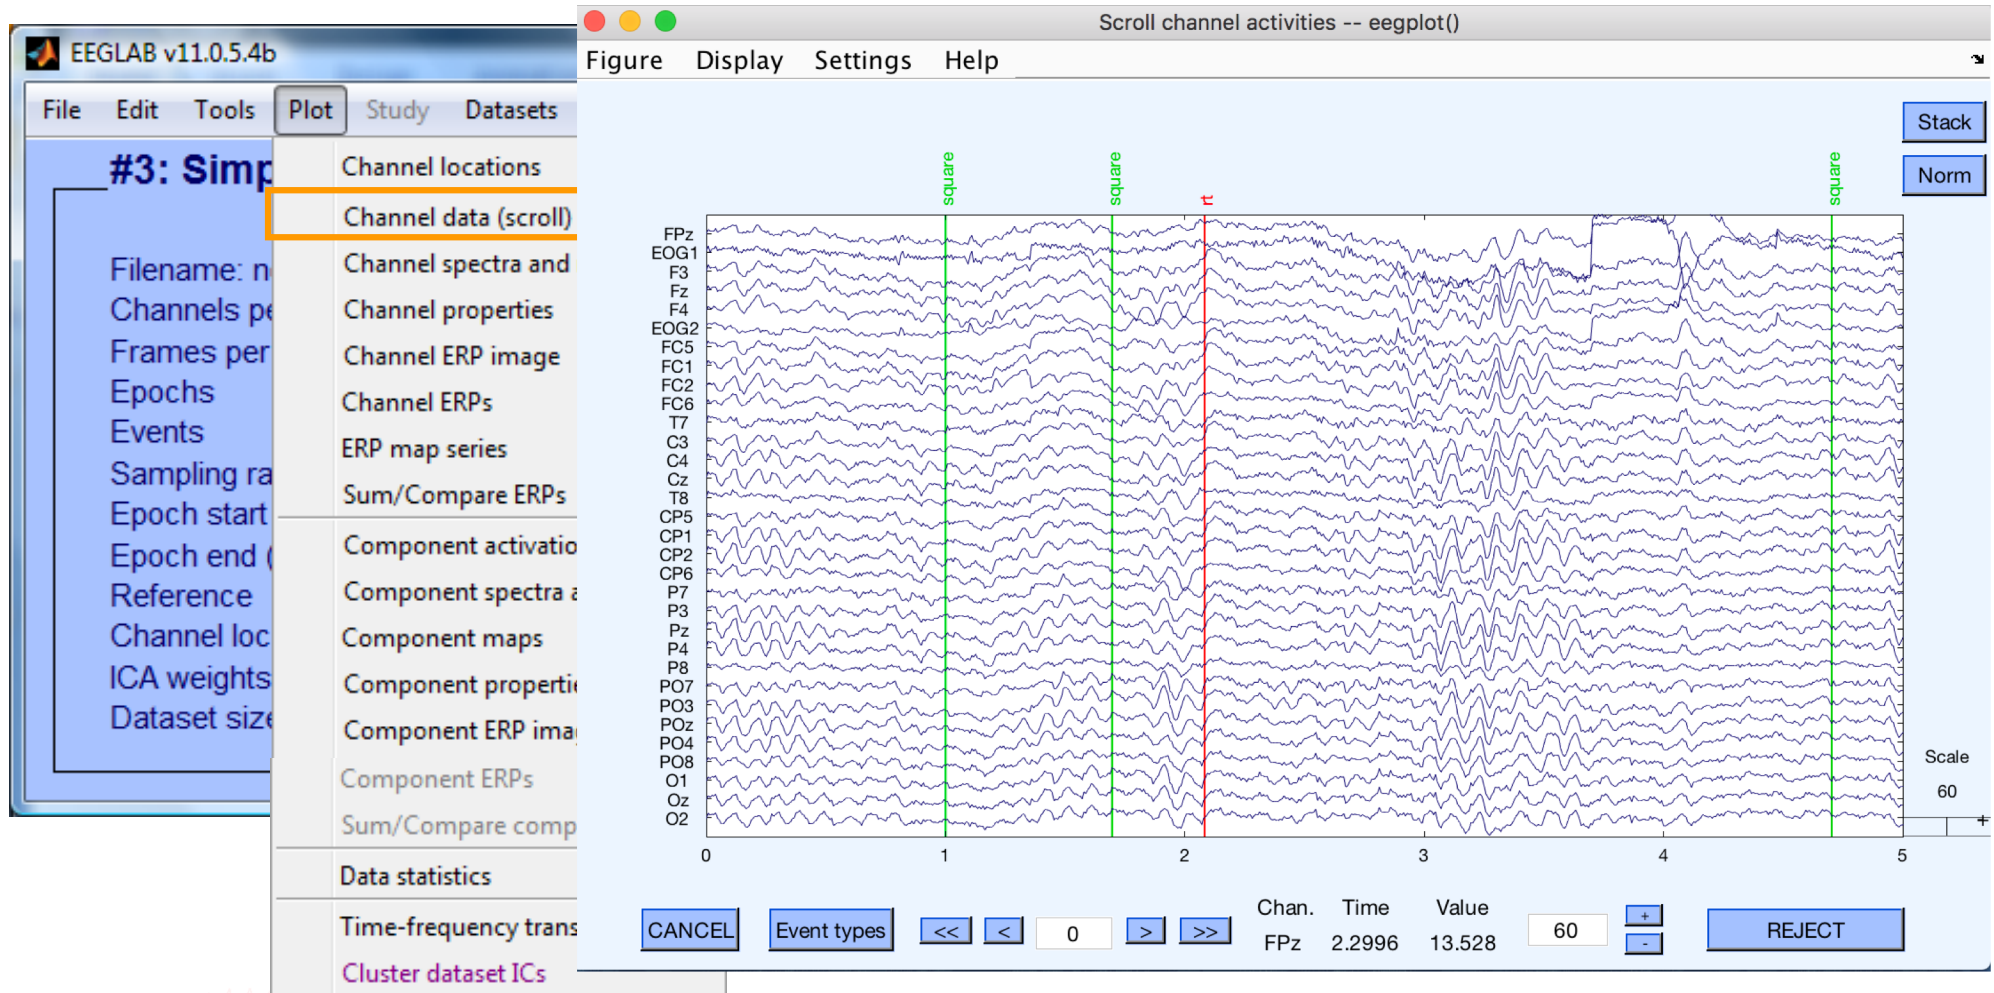 EEGLAB v11.0.5.4b
File Edit Tools Plot Study Datasets
#3: Simp
Filename: n
Channels pe
Frames per
Epochs
Events
Sampling ra
Epoch start
Epoch end (
Reference
Channel loc
ICA weights
Dataset size
Channel locations
Channel data (scroll)
Channel spectra and
Channel properties
Channel ERP image
Channel ERPs
ERP map series
Sum/Compare ERPs
Component activatio
Component spectra a
Component maps
Component propertie
Component ERP ima
Component ERPs
Sum/Compare comp
Data statistics
Time-frequency trans
Cluster dataset ICs
Scroll channel activities -- eegplot()
Figure Display Settings Help
Stack
Norm
square
square
rt
square
FPz
EOG1
F3
Fz
F4
EOG2
FC5
FC1
FC2
FC6
T7
C3
C4
Cz
T8
CP5
CP1
CP2
CP6
P7
P3
Pz
P4
P8
PO7
PO3
POz
PO4
PO8
O1
Oz
O2
Scale
60
+
0 1 2 3 4 5
CANCEL Event types << < 0 > >>
Chan. Time Value
FPz 2.2996 13.528
60
+
-
REJECT